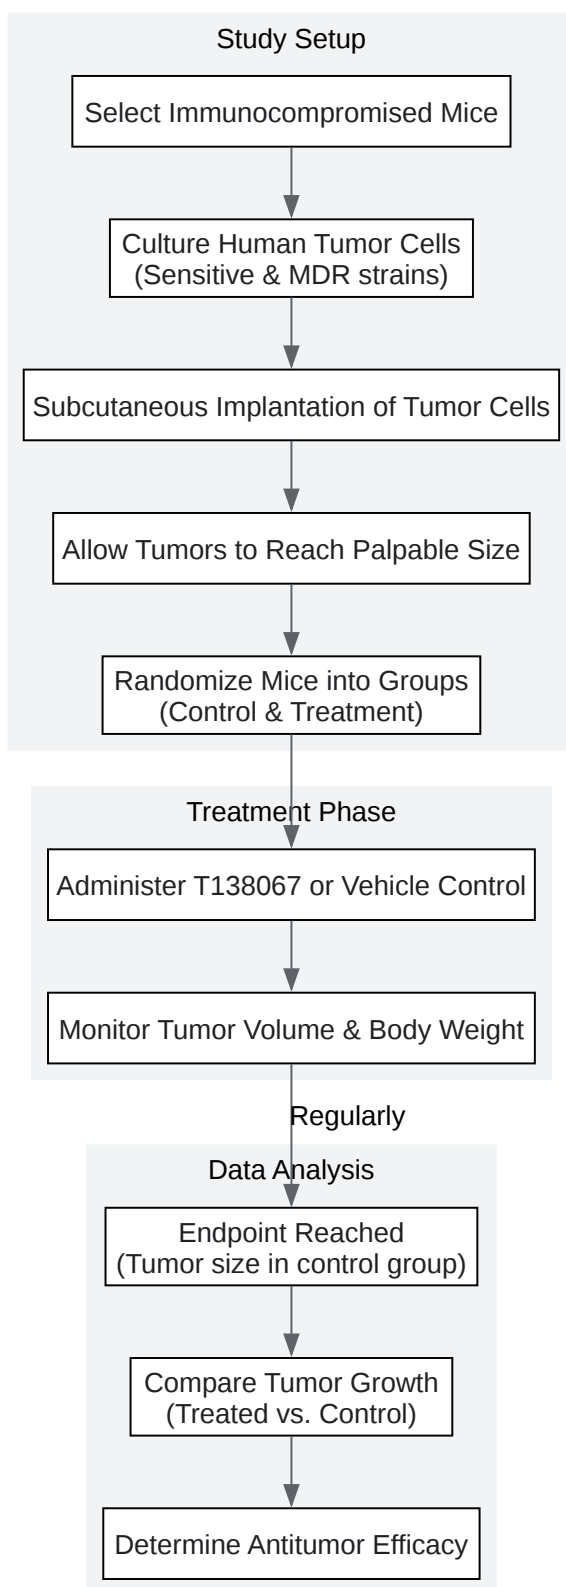 Study Setup
Select Immunocompromised Mice
Culture Human Tumor Cells
(Sensitive & MDR strains)
Subcutaneous Implantation of Tumor Cells
Allow Tumors to Reach Palpable Size
Randomize Mice into Groups
(Control & Treatment)
Treatment Phase
Administer T138067 or Vehicle Control
Monitor Tumor Volume & Body Weight
Regularly
Data Analysis
Endpoint Reached
(Tumor size in control group)
Compare Tumor Growth
(Treated vs. Control)
Determine Antitumor Efficacy